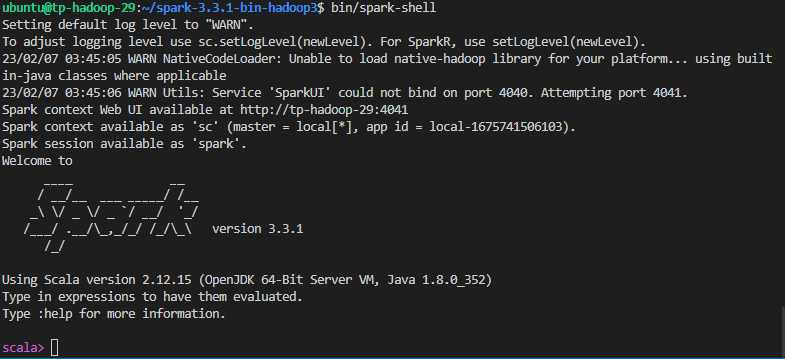 ubuntu@tp-hadoop-29:~/spark-3.3.1-bin-hadoop3$ bin/spark-shell
Setting default log level to "WARN".
To adjust logging level use sc.setLogLevel(newLevel). For SparkR, use setLogLevel(newLevel).
23/02/07 03:45:05 WARN NativeCodeLoader: Unable to load native-hadoop library for your platform... using built
in-java classes where applicable
23/02/07 03:45:06 WARN Utils: Service 'SparkUI' could not bind on port 4040. Attempting port 4041.
Spark context Web UI available at http://tp-hadoop-29:4041
Spark context available as 'sc' (master = local[*], app id = local-1675741506103).
Spark session available as 'spark'.
Welcome to
      ____              __
     / __/__  ___ _____/ /__
    _\ \/ _ \/ _ `/ __/  '_/
   /___/ .__/\_,_/_/ /_/\_\   version 3.3.1
      /_/
Using Scala version 2.12.15 (OpenJDK 64-Bit Server VM, Java 1.8.0_352)
Type in expressions to have them evaluated.
Type :help for more information.
scala>